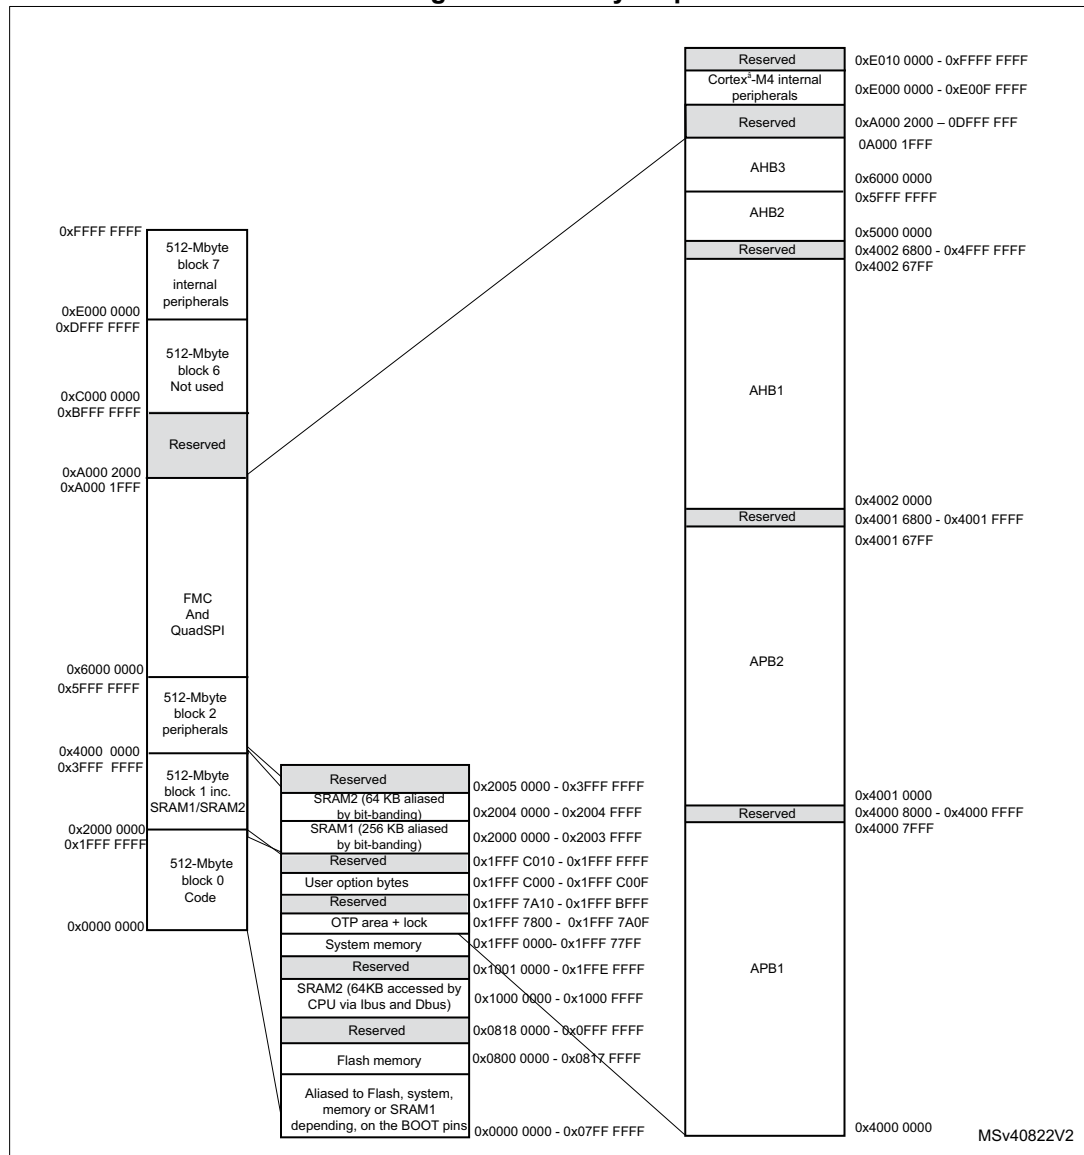 Reserved
0xE010 0000 - 0xFFFF FFFF
Cortex®-M4 internal
peripherals
0xE000 0000 - 0xE00F FFFF
Reserved
0xA000 2000 – 0DFFF FFF
0A000 1FFF
AHB3
0x6000 0000
0x5FFF FFFF
AHB2
0x5000 0000
Reserved
0x4002 6800 - 0x4FFF FFFF
0x4002 67FF
AHB1
0x4002 0000
Reserved
0x4001 6800 - 0x4001 FFFF
0x4001 67FF
APB2
0x4001 0000
Reserved
0x4000 8000 - 0x4000 FFFF
0x4000 7FFF
APB1
0x4000 0000
0xFFFF FFFF
512-Mbyte
block 7
internal
peripherals
0xE000 0000
0xDFFF FFFF
512-Mbyte
block 6
Not used
0xC000 0000
0xBFFF FFFF
Reserved
0xA000 2000
0xA000 1FFF
FMC
And
QuadSPI
0x6000 0000
0x5FFF FFFF
512-Mbyte
block 2
peripherals
0x4000 0000
0x3FFF FFFF
512-Mbyte
block 1 inc.
SRAM1/SRAM2
0x2000 0000
0x1FFF FFFF
512-Mbyte
block 0
Code
0x0000 0000
Reserved
0x2005 0000 - 0x3FFF FFFF
SRAM2 (64 KB aliased
by bit-banding)
0x2004 0000 - 0x2004 FFFF
SRAM1 (256 KB aliased
by bit-banding)
0x2000 0000 - 0x2003 FFFF
Reserved
0x1FFF C010 - 0x1FFF FFFF
User option bytes
0x1FFF C000 - 0x1FFF C00F
Reserved
0x1FFF 7A10 - 0x1FFF BFFF
OTP area + lock
0x1FFF 7800 - 0x1FFF 7A0F
System memory
0x1FFF 0000- 0x1FFF 77FF
Reserved
0x1001 0000 - 0x1FFE FFFF
SRAM2 (64KB accessed by
CPU via Ibus and Dbus)
0x1000 0000 - 0x1000 FFFF
Reserved
0x0818 0000 - 0x0FFF FFFF
Flash memory
0x0800 0000 - 0x0817 FFFF
Aliased to Flash, system,
memory or SRAM1
depending, on the BOOT pins
0x0000 0000 - 0x07FF FFFF
MSv40822V2